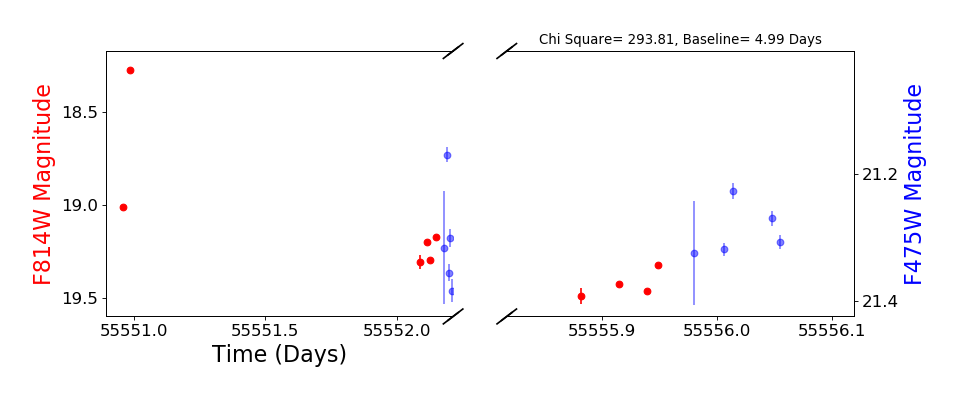 Chi Square= 293.81, Baseline= 4.99 Days
F814W Magnitude
18.5
19.0
19.5
21.2
21.4
F475W Magnitude
55551.0 55551.5 55552.0 55555.9 55556.0 55556.1
Time (Days)